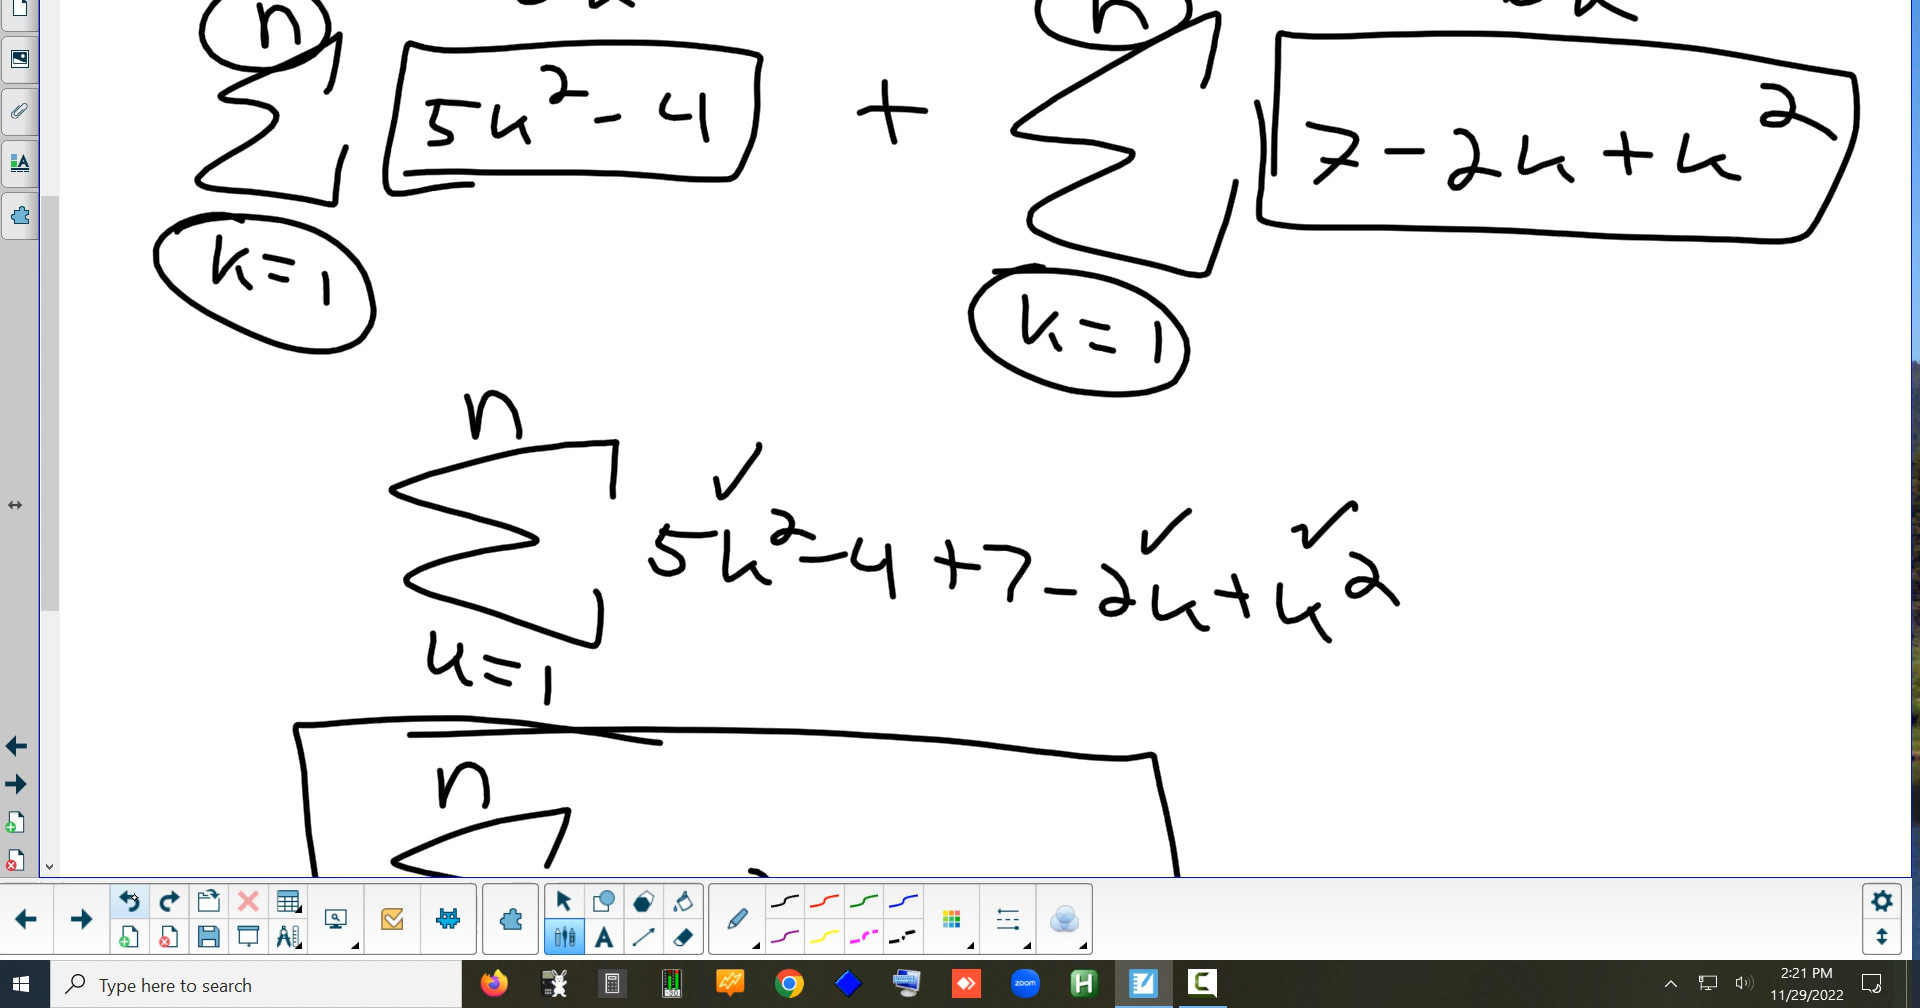 n n
∑ 5k² - 4 + ∑ 7 - 2k + k²
k=1 k=1
n
∑ 5k² - 4 + 7 - 2k + k²
k=1
n
∑
Type here to search
zoom
2:21 PM
11/29/2022